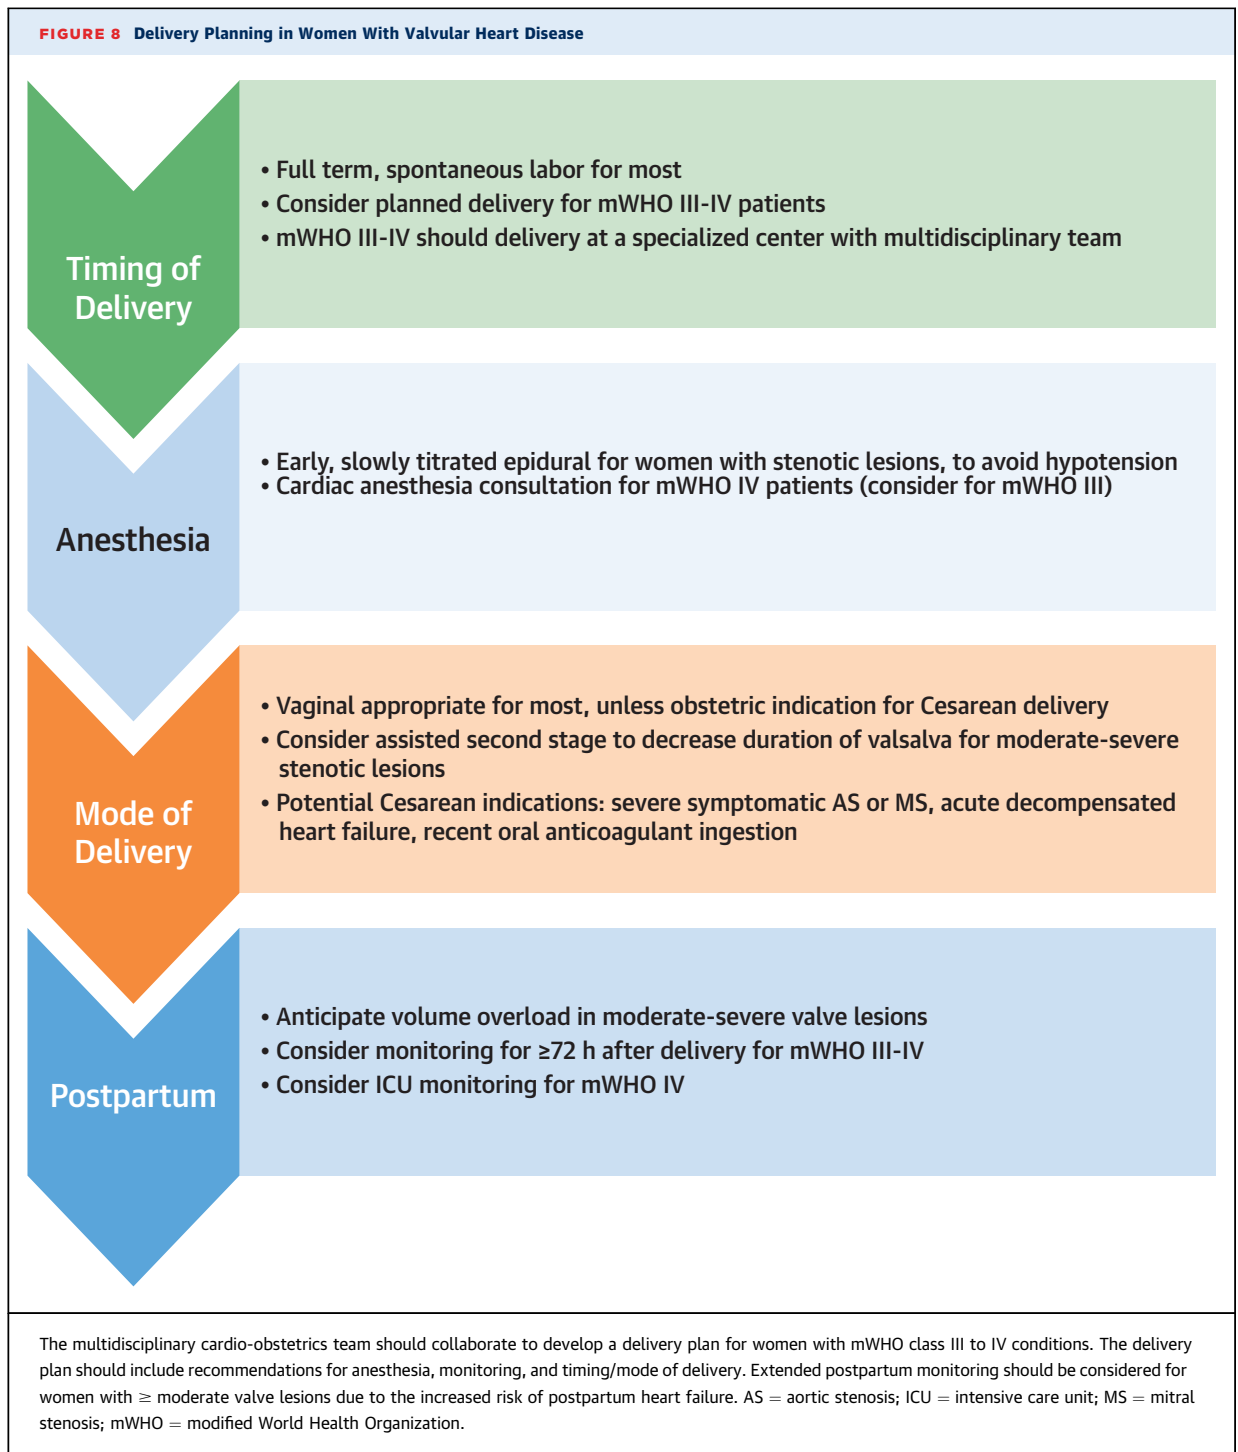 FIGURE 8 Delivery Planning in Women With Valvular Heart Disease
Timing of
Delivery
• Full term, spontaneous labor for most
• Consider planned delivery for mWHO III-IV patients
• mWHO III-IV should delivery at a specialized center with multidisciplinary team
Anesthesia
• Early, slowly titrated epidural for women with stenotic lesions, to avoid hypotension
• Cardiac anesthesia consultation for mWHO IV patients (consider for mWHO III)
Mode of
Delivery
• Vaginal appropriate for most, unless obstetric indication for Cesarean delivery
• Consider assisted second stage to decrease duration of valsalva for moderate-severe
stenotic lesions
• Potential Cesarean indications: severe symptomatic AS or MS, acute decompensated
heart failure, recent oral anticoagulant ingestion
Postpartum
• Anticipate volume overload in moderate-severe valve lesions
• Consider monitoring for ≥72 h after delivery for mWHO III-IV
• Consider ICU monitoring for mWHO IV
The multidisciplinary cardio-obstetrics team should collaborate to develop a delivery plan for women with mWHO class III to IV conditions. The delivery
plan should include recommendations for anesthesia, monitoring, and timing/mode of delivery. Extended postpartum monitoring should be considered for
women with ≥ moderate valve lesions due to the increased risk of postpartum heart failure. AS = aortic stenosis; ICU = intensive care unit; MS = mitral
stenosis; mWHO = modified World Health Organization.